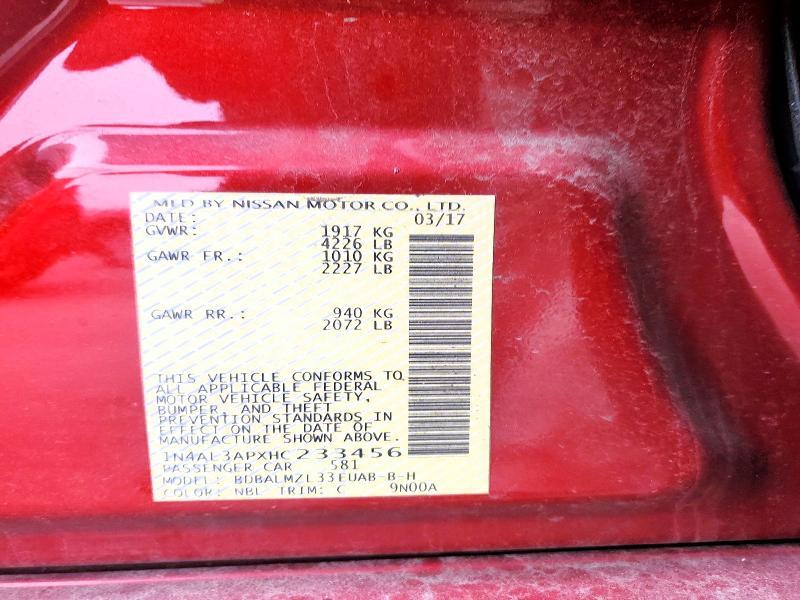 MFD BY NISSAN MOTOR CO., LTD.
DATE: 03/17
GVWR: 1917 KG
4226 LB
GAWR FR.: 1010 KG
2227 LB
GAWR RR.: 940 KG
2072 LB
THIS VEHICLE CONFORMS TO
ALL APPLICABLE FEDERAL
MOTOR VEHICLE SAFETY,
BUMPER, AND THEFT
PREVENTION STANDARDS IN
EFFECT ON THE DATE OF
MANUFACTURE SHOWN ABOVE.
1N4AL3APXHC233456
PASSENGER CAR 581
MODEL: BDBALMZL33EUAB-B-H
COLOR: NBL TRIM: C 9N00A